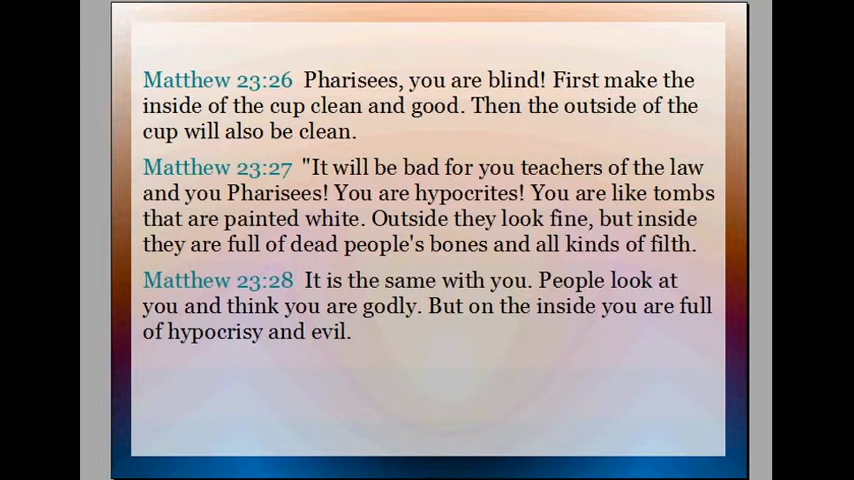 Matthew 23:26  Pharisees, you are blind! First make the
inside of the cup clean and good. Then the outside of the
cup will also be clean.
Matthew 23:27  "It will be bad for you teachers of the law
and you Pharisees! You are hypocrites! You are like tombs
that are painted white. Outside they look fine, but inside
they are full of dead people's bones and all kinds of filth.
Matthew 23:28  It is the same with you. People look at
you and think you are godly. But on the inside you are full
of hypocrisy and evil.